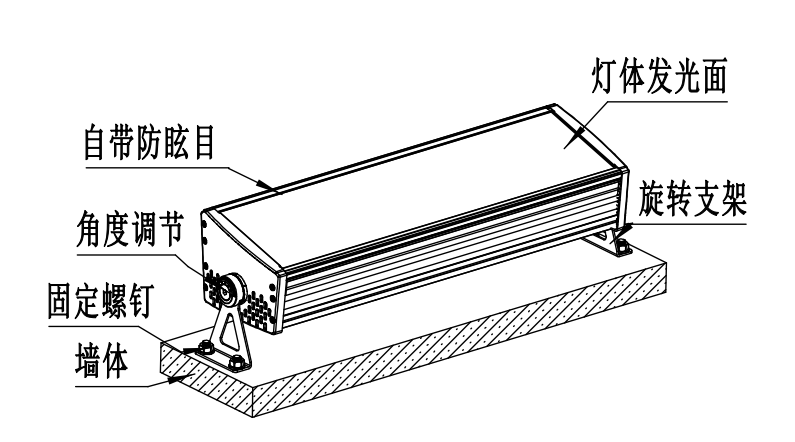 灯体发光面
自带防眩目
旋转支架
角度调节
固定螺钉
墙体